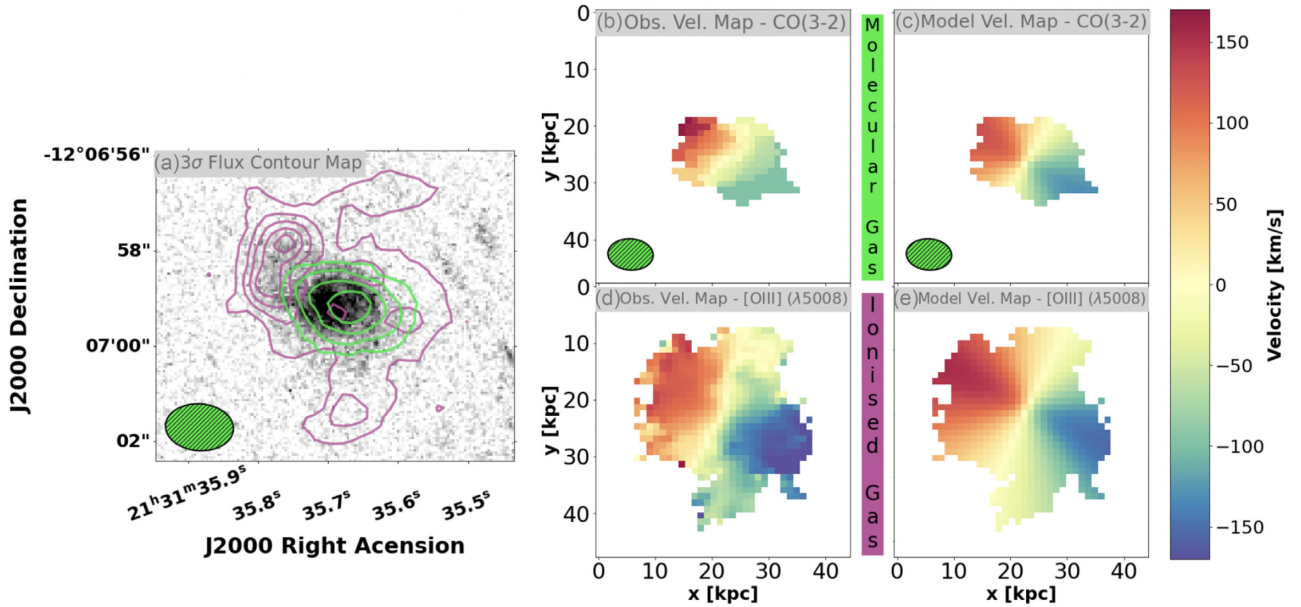 (a)3σ Flux Contour Map
J2000 Declination
-12°06'56"
58"
07'00"
02"
21ʰ31ᵐ35.9ˢ
35.8ˢ
35.7ˢ
35.6ˢ
35.5ˢ
J2000 Right Acension
(b)Obs. Vel. Map - CO(3-2)
y [kpc]
0
10
20
30
40
Molecular Gas
(c)Model Vel. Map - CO(3-2)
(d)Obs. Vel. Map - [OIII] (λ5008)
y [kpc]
0
10
20
30
40
0
10
20
30
40
x [kpc]
Ionised Gas
(e)Model Vel. Map - [OIII] (λ5008)
0
10
20
30
40
x [kpc]
150
100
50
0
−50
−100
−150
Velocity [km/s]